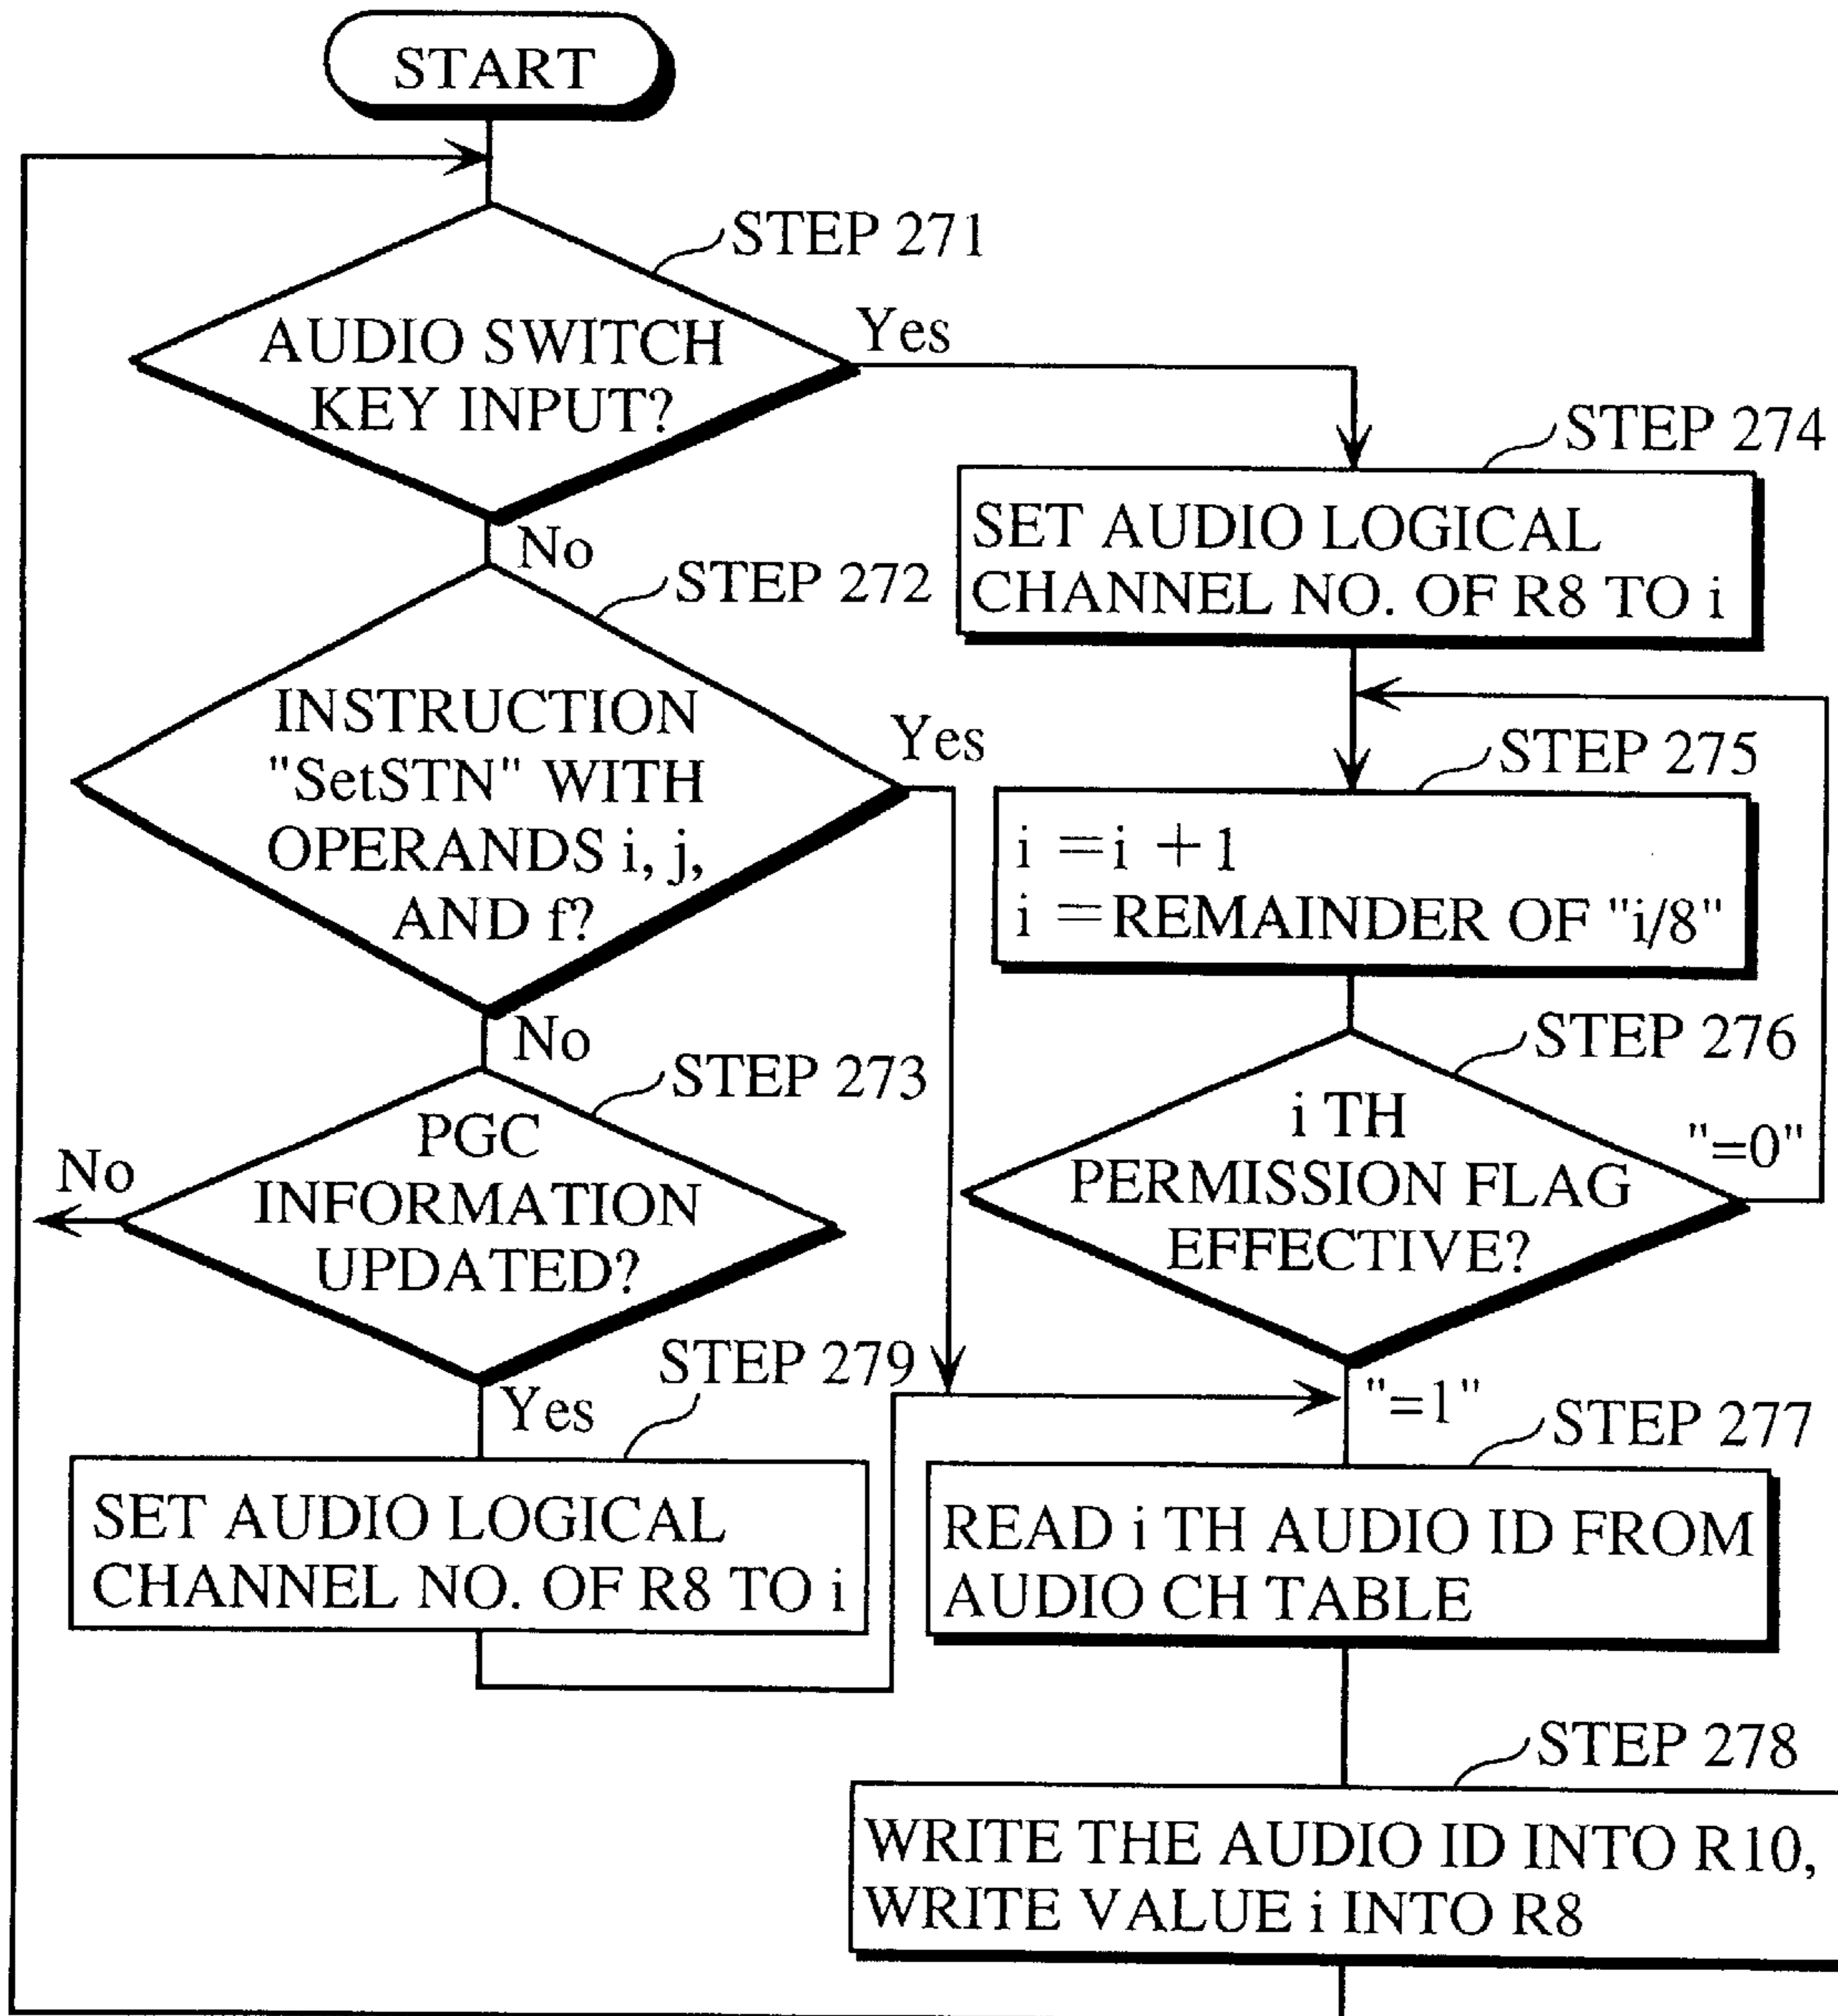 START
STEP 271
AUDIO SWITCH
KEY INPUT?
Yes
No
STEP 272
INSTRUCTION
"SetSTN" WITH
OPERANDS i, j,
AND f?
Yes
No
STEP 273
PGC
INFORMATION
UPDATED?
No
Yes
STEP 279
SET AUDIO LOGICAL
CHANNEL NO. OF R8 TO i
STEP 274
SET AUDIO LOGICAL
CHANNEL NO. OF R8 TO i
STEP 275
i =i +1
i =REMAINDER OF "i/8"
STEP 276
i TH
PERMISSION FLAG
EFFECTIVE?
"=0"
"=1"
STEP 277
READ i TH AUDIO ID FROM
AUDIO CH TABLE
STEP 278
WRITE THE AUDIO ID INTO R10,
WRITE VALUE i INTO R8